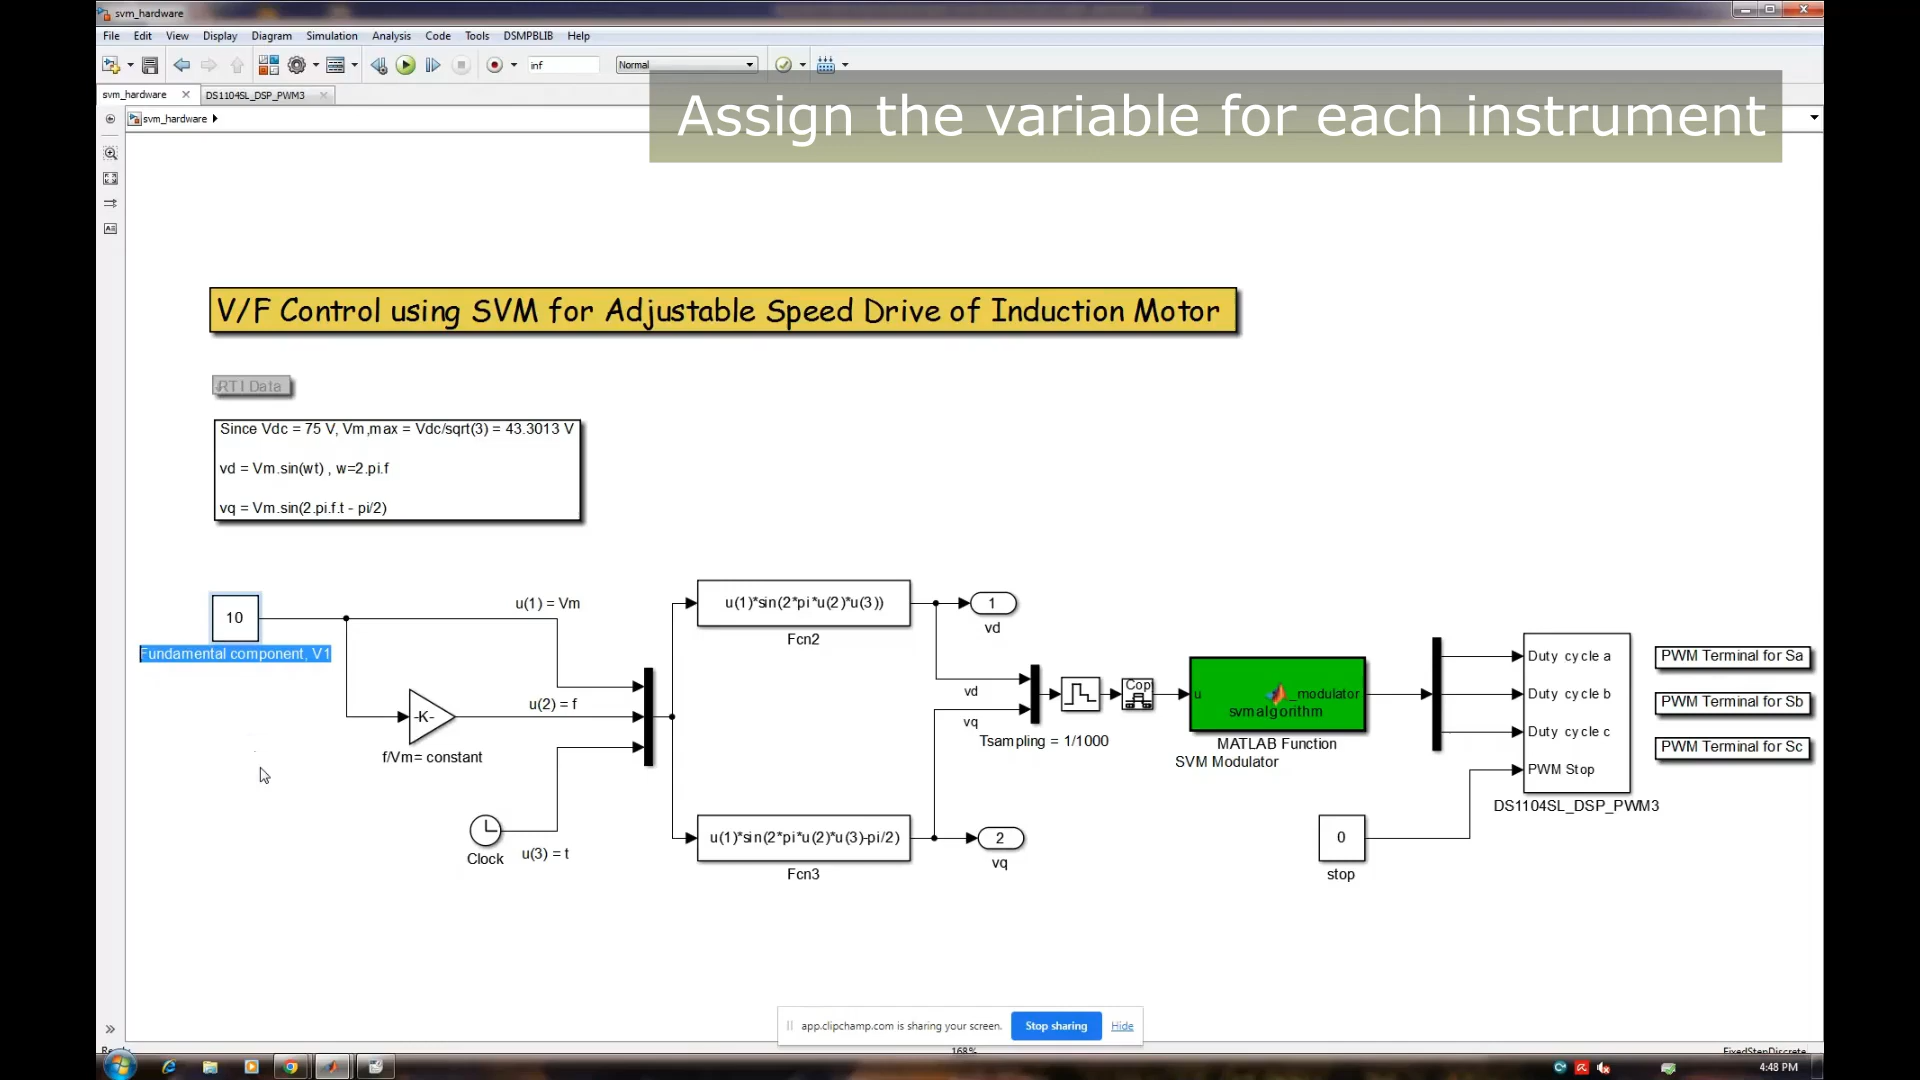 svm_hardware
File Edit View Display Diagram Simulation Analysis Code Tools DSMPBLIB Help
inf Normal
svm_hardware DS1104SL_DSP_PWM3
svm_hardware
Assign the variable for each instrument
V/F Control using SVM for Adjustable Speed Drive of Induction Motor
RTI Data
Since Vdc = 75 V, Vm,max = Vdc/sqrt(3) = 43.3013 V
vd = Vm.sin(wt) , w=2.pi.f
vq = Vm.sin(2.pi.f.t - pi/2)
10
Fundamental component, V1
u(1) = Vm
-K-
f/Vm= constant
u(2) = f
Clock
u(3) = t
u(1)*sin(2*pi*u(2)*u(3))
Fcn2
1
vd
u(1)*sin(2*pi*u(2)*u(3)-pi/2)
Fcn3
2
vq
vd
vq
Tsampling = 1/1000
Cop
u
_modulator
svmalgorithm
MATLAB Function
SVM Modulator
Duty cycle a
Duty cycle b
Duty cycle c
PWM Stop
DS1104SL_DSP_PWM3
0
stop
PWM Terminal for Sa
PWM Terminal for Sb
PWM Terminal for Sc
app.clipchamp.com is sharing your screen. Stop sharing Hide
168%
FixedStepDiscrete
4:48 PM